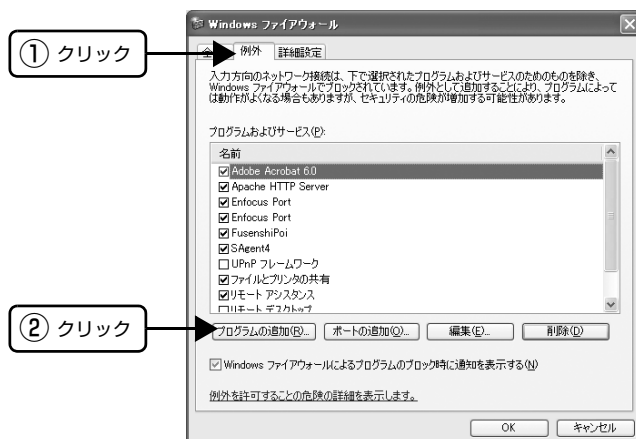 Windows ファイアウォール
① クリック
全
例外
詳細設定
入力方向のネットワーク接続は、下で選択されたプログラムおよびサービスのためのものを除き、
Windows ファイアウォールでブロックされています。例外として追加することにより、プログラムによって
は動作がよくなる場合もありますが、セキュリティの危険が増加する可能性があります。
プログラムおよびサービス(P):
名前
Adobe Acrobat 6.0
Apache HTTP Server
Enfocus Port
Enfocus Port
FusenshiPoi
SAgent4
UPnP フレームワーク
ファイルとプリンタの共有
リモート アシスタンス
リモート デスクトップ
② クリック
プログラムの追加(R)...
ポートの追加(O)...
編集(E)...
削除(D)
Windows ファイアウォールによるプログラムのブロック時に通知を表示する(N)
例外を許可することの危険の詳細を表示します。
OK
キャンセル